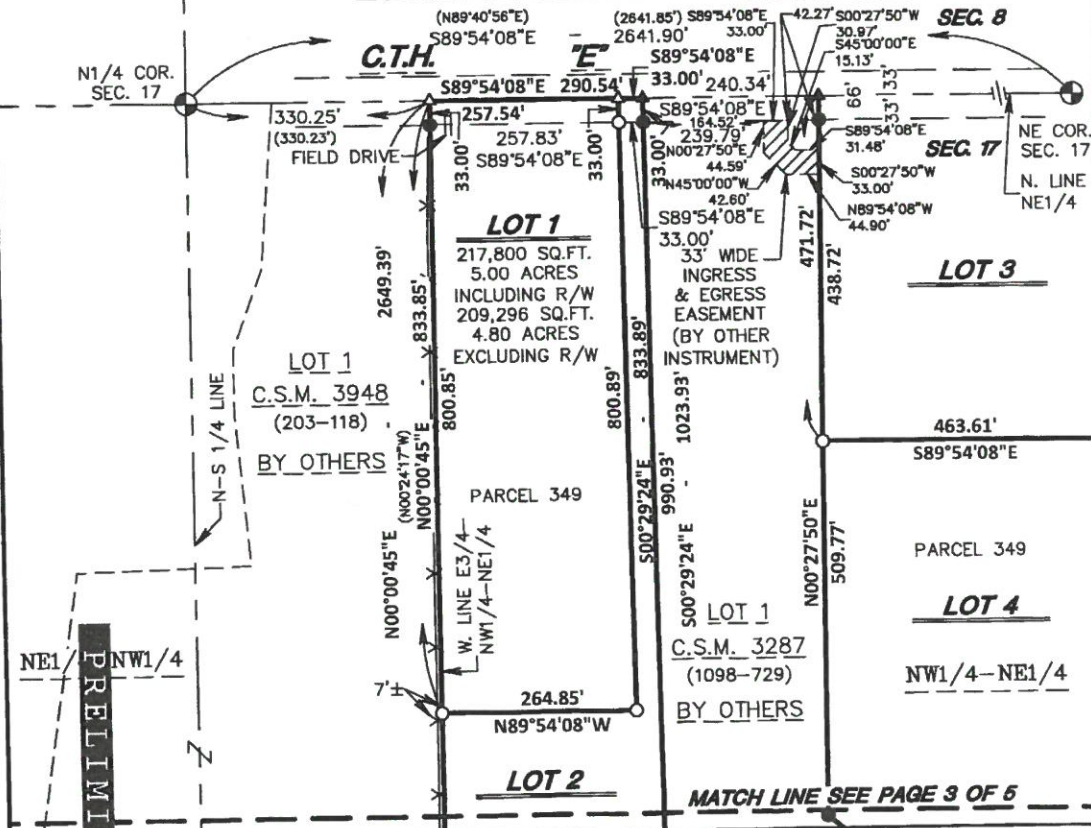 (N89°40'56"E)
S89°54'08"E - 2641.90'
(2641.85')
S89°54'08"E
33.00'
42.27'
S00°27'50"W
30.97'
S45°00'00"E
15.13'
SEC. 8
C.T.H. "E"
N1/4 COR.
SEC. 17
S89°54'08"E 290.54'
S89°54'08"E
33.00'
240.34'
33'
66'
33'
330.25'
(330.23')
FIELD DRIVE
257.54'
257.83'
S89°54'08"E
33.00'
33.00'
33.00'
S89°54'08"E
164.52'
239.79'
N00°27'50"E
44.59'
N45°00'00"W
42.60'
S89°54'08"E
33.00'
S89°54'08"E
31.48'
S00°27'50"W
33.00'
N89°54'08"W
44.90'
SEC. 17
NE COR.
SEC. 17
N. LINE
NE1/4
LOT 1
217,800 SQ.FT.
5.00 ACRES
INCLUDING R/W
209,296 SQ.FT.
4.80 ACRES
EXCLUDING R/W
33' WIDE
INGRESS
& EGRESS
EASEMENT
(BY OTHER
INSTRUMENT)
471.72'
438.72'
LOT 3
N00°00'45"E - 2649.39'
(N00°24'17"W)
N00°00'45"E - 833.85'
800.85'
800.89'
S00°29'24"E - 833.89'
990.93'
S00°29'24"E - 1023.93'
LOT 1
C.S.M. 3948
(203-118)
BY OTHERS
N-S 1/4 LINE
PARCEL 349
W. LINE E3/4-
NW1/4-NE1/4
463.61'
S89°54'08"E
N00°27'50"E
509.77'
PARCEL 349
LOT 4
NW1/4-NE1/4
LOT 1
C.S.M. 3287
(1098-729)
BY OTHERS
NE1/
NW1/4
PRELIMI
7'±
264.85'
N89°54'08"W
LOT 2
MATCH LINE SEE PAGE 3 OF 5